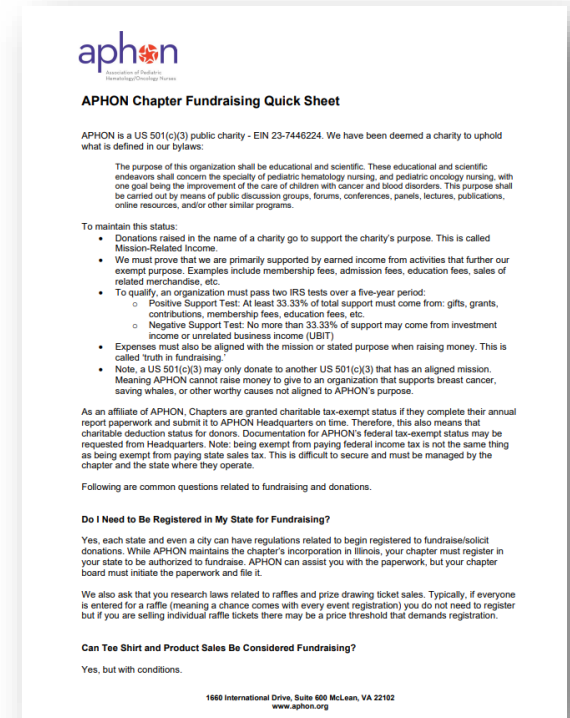 aphon
Association of Pediatric
Hematology/Oncology Nurses
APHON Chapter Fundraising Quick Sheet
APHON is a US 501(c)(3) public charity - EIN 23-7446224. We have been deemed a charity to uphold
what is defined in our bylaws:
The purpose of this organization shall be educational and scientific. These educational and scientific
endeavors shall concern the specialty of pediatric hematology nursing, and pediatric oncology nursing, with
one goal being the improvement of the care of children with cancer and blood disorders. This purpose shall
be carried out by means of public discussion groups, forums, conferences, panels, lectures, publications,
online resources, and/or other similar programs.
To maintain this status:
• Donations raised in the name of a charity go to support the charity's purpose. This is called
Mission-Related Income.
• We must prove that we are primarily supported by earned income from activities that further our
exempt purpose. Examples include membership fees, admission fees, education fees, sales of
related merchandise, etc.
• To qualify, an organization must pass two IRS tests over a five-year period:
o Positive Support Test: At least 33.33% of total support must come from: gifts, grants,
contributions, membership fees, education fees, etc.
o Negative Support Test: No more than 33.33% of support may come from investment
income or unrelated business income (UBIT)
• Expenses must also be aligned with the mission or stated purpose when raising money. This is
called 'truth in fundraising.'
• Note, a US 501(c)(3) may only donate to another US 501(c)(3) that has an aligned mission.
Meaning APHON cannot raise money to give to an organization that supports breast cancer,
saving whales, or other worthy causes not aligned to APHON's purpose.
As an affiliate of APHON, Chapters are granted charitable tax-exempt status if they complete their annual
report paperwork and submit it to APHON Headquarters on time. Therefore, this also means that
charitable deduction status for donors. Documentation for APHON's federal tax-exempt status may be
requested from Headquarters. Note: being exempt from paying federal income tax is not the same thing
as being exempt from paying state sales tax. This is difficult to secure and must be managed by the
chapter and the state where they operate.
Following are common questions related to fundraising and donations.
Do I Need to Be Registered in My State for Fundraising?
Yes, each state and even a city can have regulations related to begin registered to fundraise/solicit
donations. While APHON maintains the chapter's incorporation in Illinois, your chapter must register in
your state to be authorized to fundraise. APHON can assist you with the paperwork, but your chapter
board must initiate the paperwork and file it.
We also ask that you research laws related to raffles and prize drawing ticket sales. Typically, if everyone
is entered for a raffle (meaning a chance comes with every event registration) you do not need to register
but if you are selling individual raffle tickets there may be a price threshold that demands registration.
Can Tee Shirt and Product Sales Be Considered Fundraising?
Yes, but with conditions.
1660 International Drive, Suite 600 McLean, VA 22102
www.aphon.org